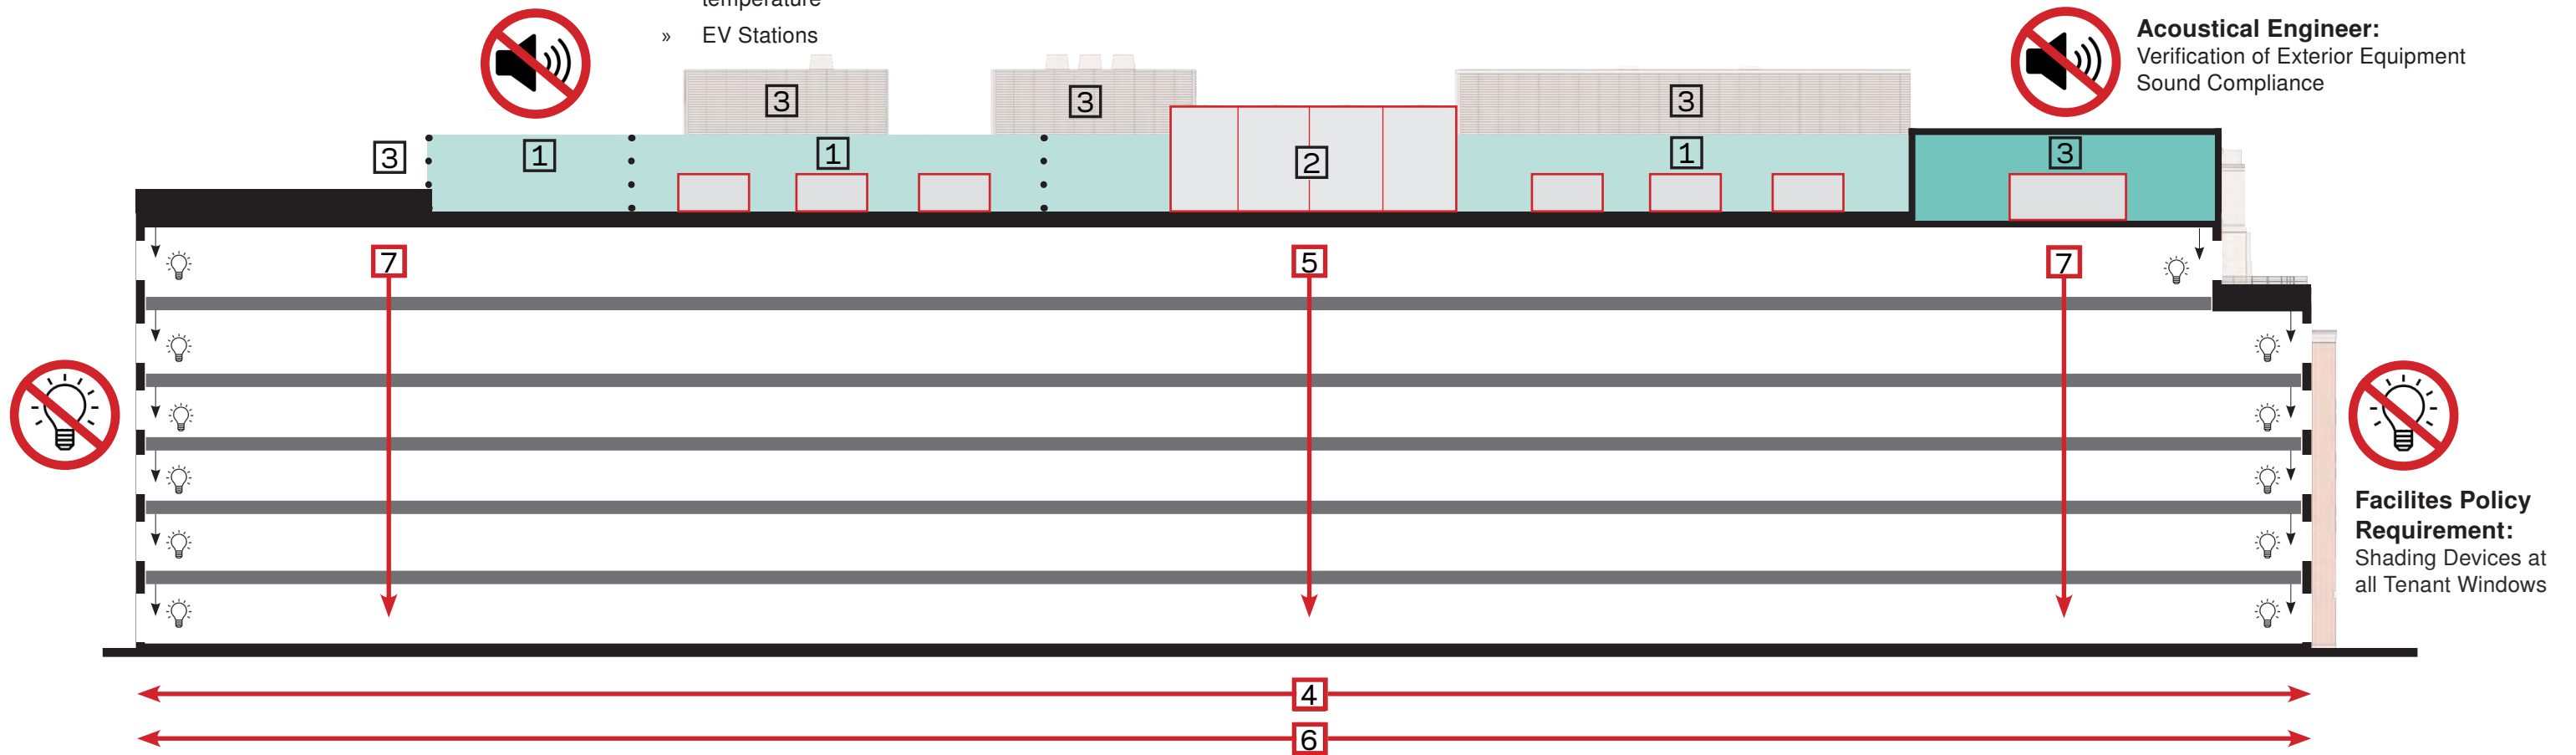 temperature
» EV Stations
Acoustical Engineer:
Verification of Exterior Equipment
Sound Compliance
3
3
3
3
1
1
2
1
3
7
5
7
Facilites Policy
Requirement:
Shading Devices at
all Tenant Windows
4
6